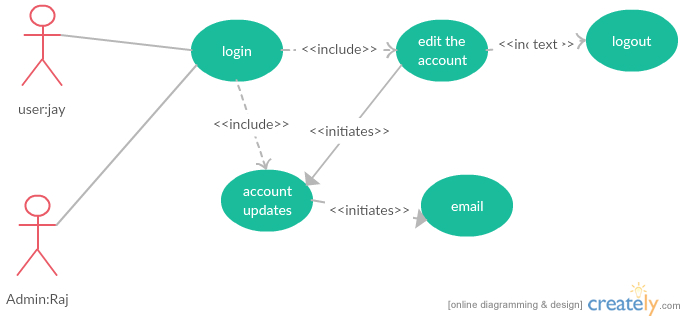 user:jay
Admin:Raj
login
<<include>>
edit the
account
text >>
logout
<<include>>
<<initiates>>
account
updates
<<initiates>>
email
[online diagramming & design] creately.com